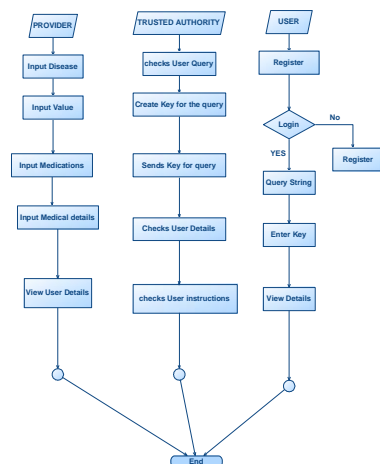 PROVIDER
Input Disease
Input Value
Input Medications
Input Medical details
View User Details
TRUSTED AUTHORITY
checks User Query
Create Key for the query
Sends Key for query
Checks User Details
checks User instructions
USER
Register
Login
No
Register
YES
Query String
Enter Key
View Details
End